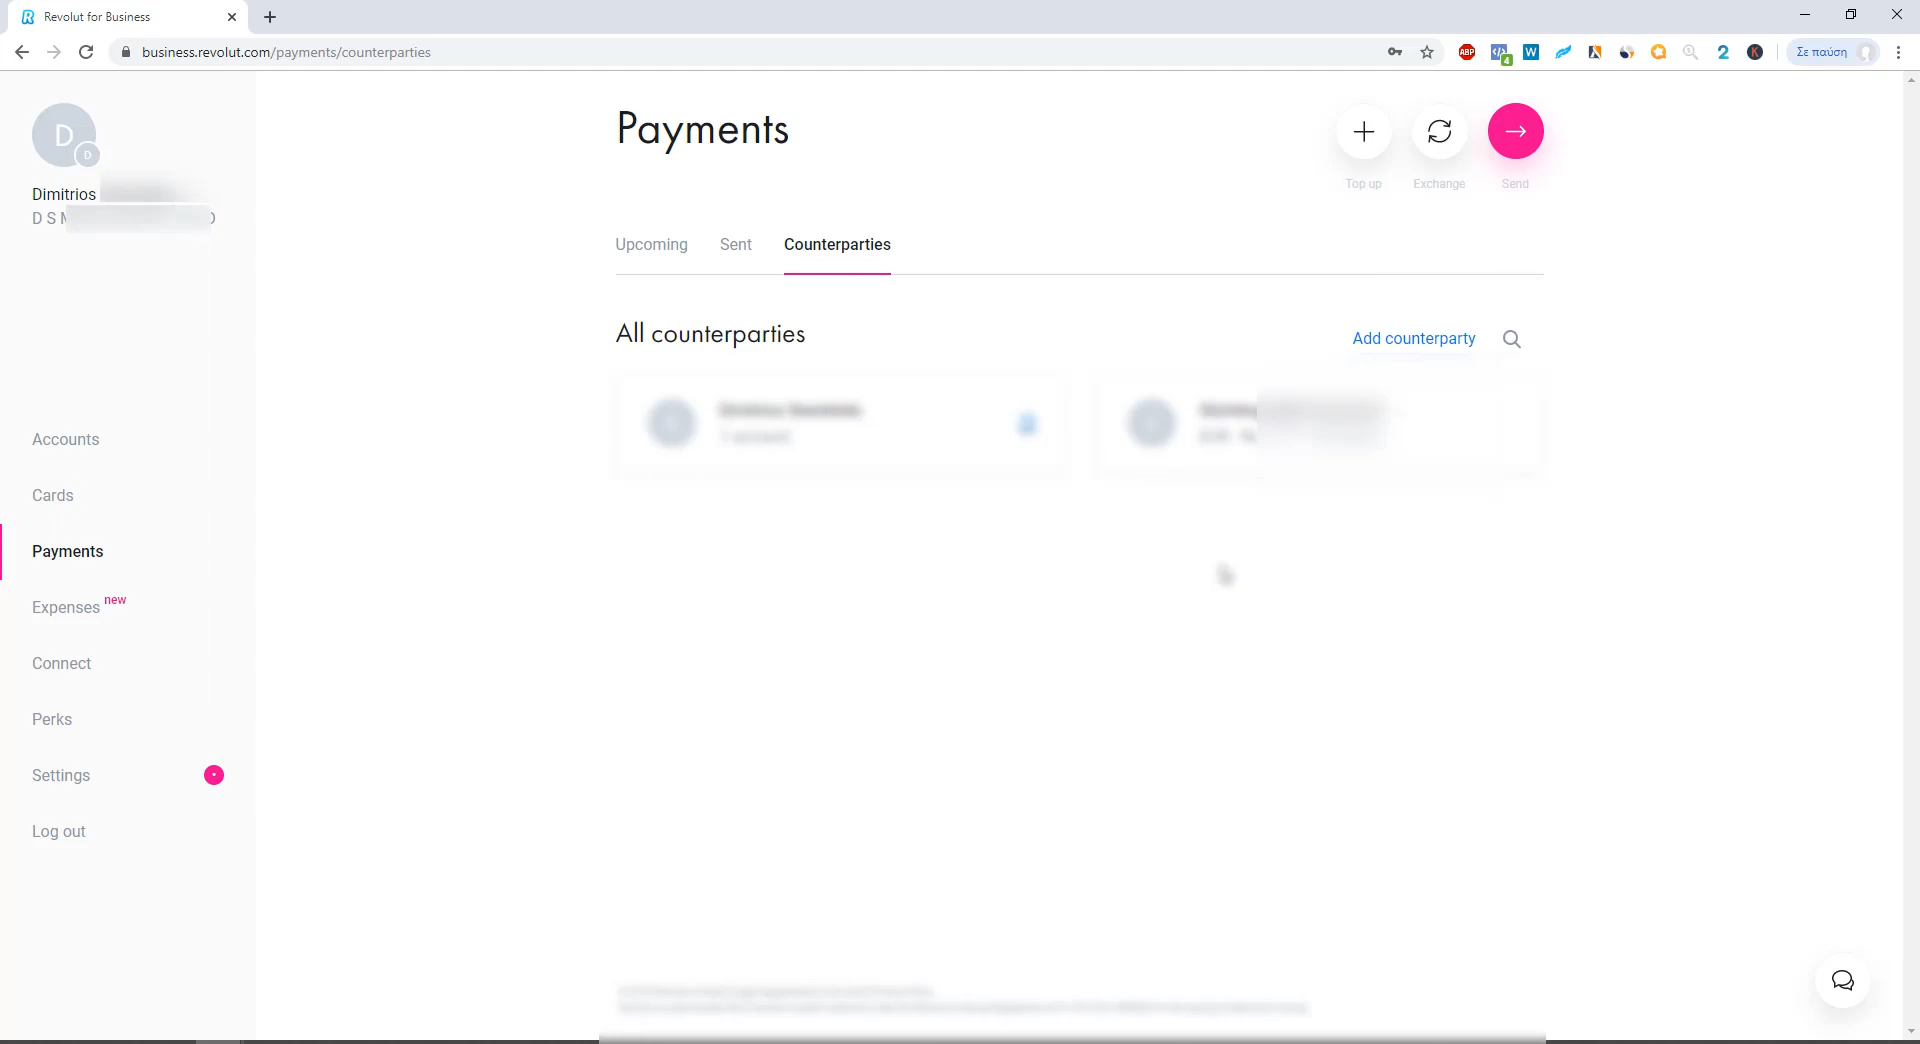 Revolut for Business
business.revolut.com/payments/counterparties
4
Σε παύση
D
D
Dimitrios
D S
Accounts
Cards
Payments
Expenses new
Connect
Perks
Settings
Log out
Payments
Top up
Exchange
Send
Upcoming
Sent
Counterparties
All counterparties
Add counterparty